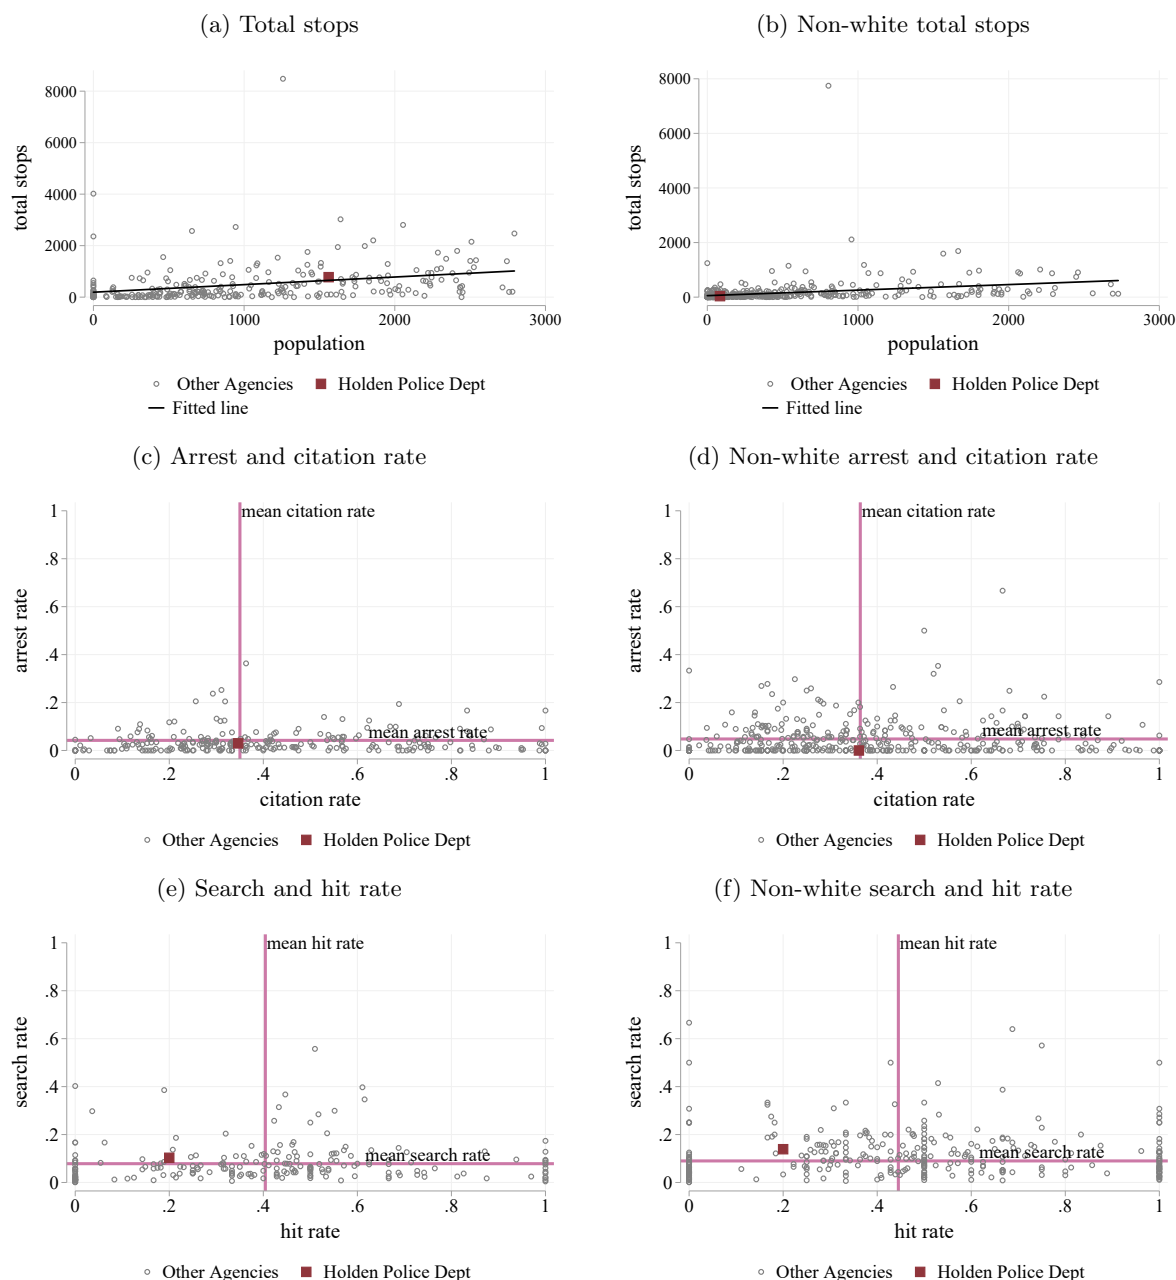 (a) Total stops
(b) Non-white total stops
8000
6000
4000
2000
0
total stops
0 1000 2000 3000
population
Other Agencies Holden Police Dept
Fitted line
8000
6000
4000
2000
0
total stops
0 1000 2000 3000
population
Other Agencies Holden Police Dept
Fitted line
(c) Arrest and citation rate
(d) Non-white arrest and citation rate
1
.8
.6
.4
.2
0
arrest rate
mean citation rate
mean arrest rate
0 .2 .4 .6 .8 1
citation rate
Other Agencies Holden Police Dept
1
.8
.6
.4
.2
0
arrest rate
mean citation rate
mean arrest rate
0 .2 .4 .6 .8 1
citation rate
Other Agencies Holden Police Dept
(e) Search and hit rate
(f) Non-white search and hit rate
1
.8
.6
.4
.2
0
search rate
mean hit rate
mean search rate
0 .2 .4 .6 .8 1
hit rate
Other Agencies Holden Police Dept
1
.8
.6
.4
.2
0
search rate
mean hit rate
mean search rate
0 .2 .4 .6 .8 1
hit rate
Other Agencies Holden Police Dept